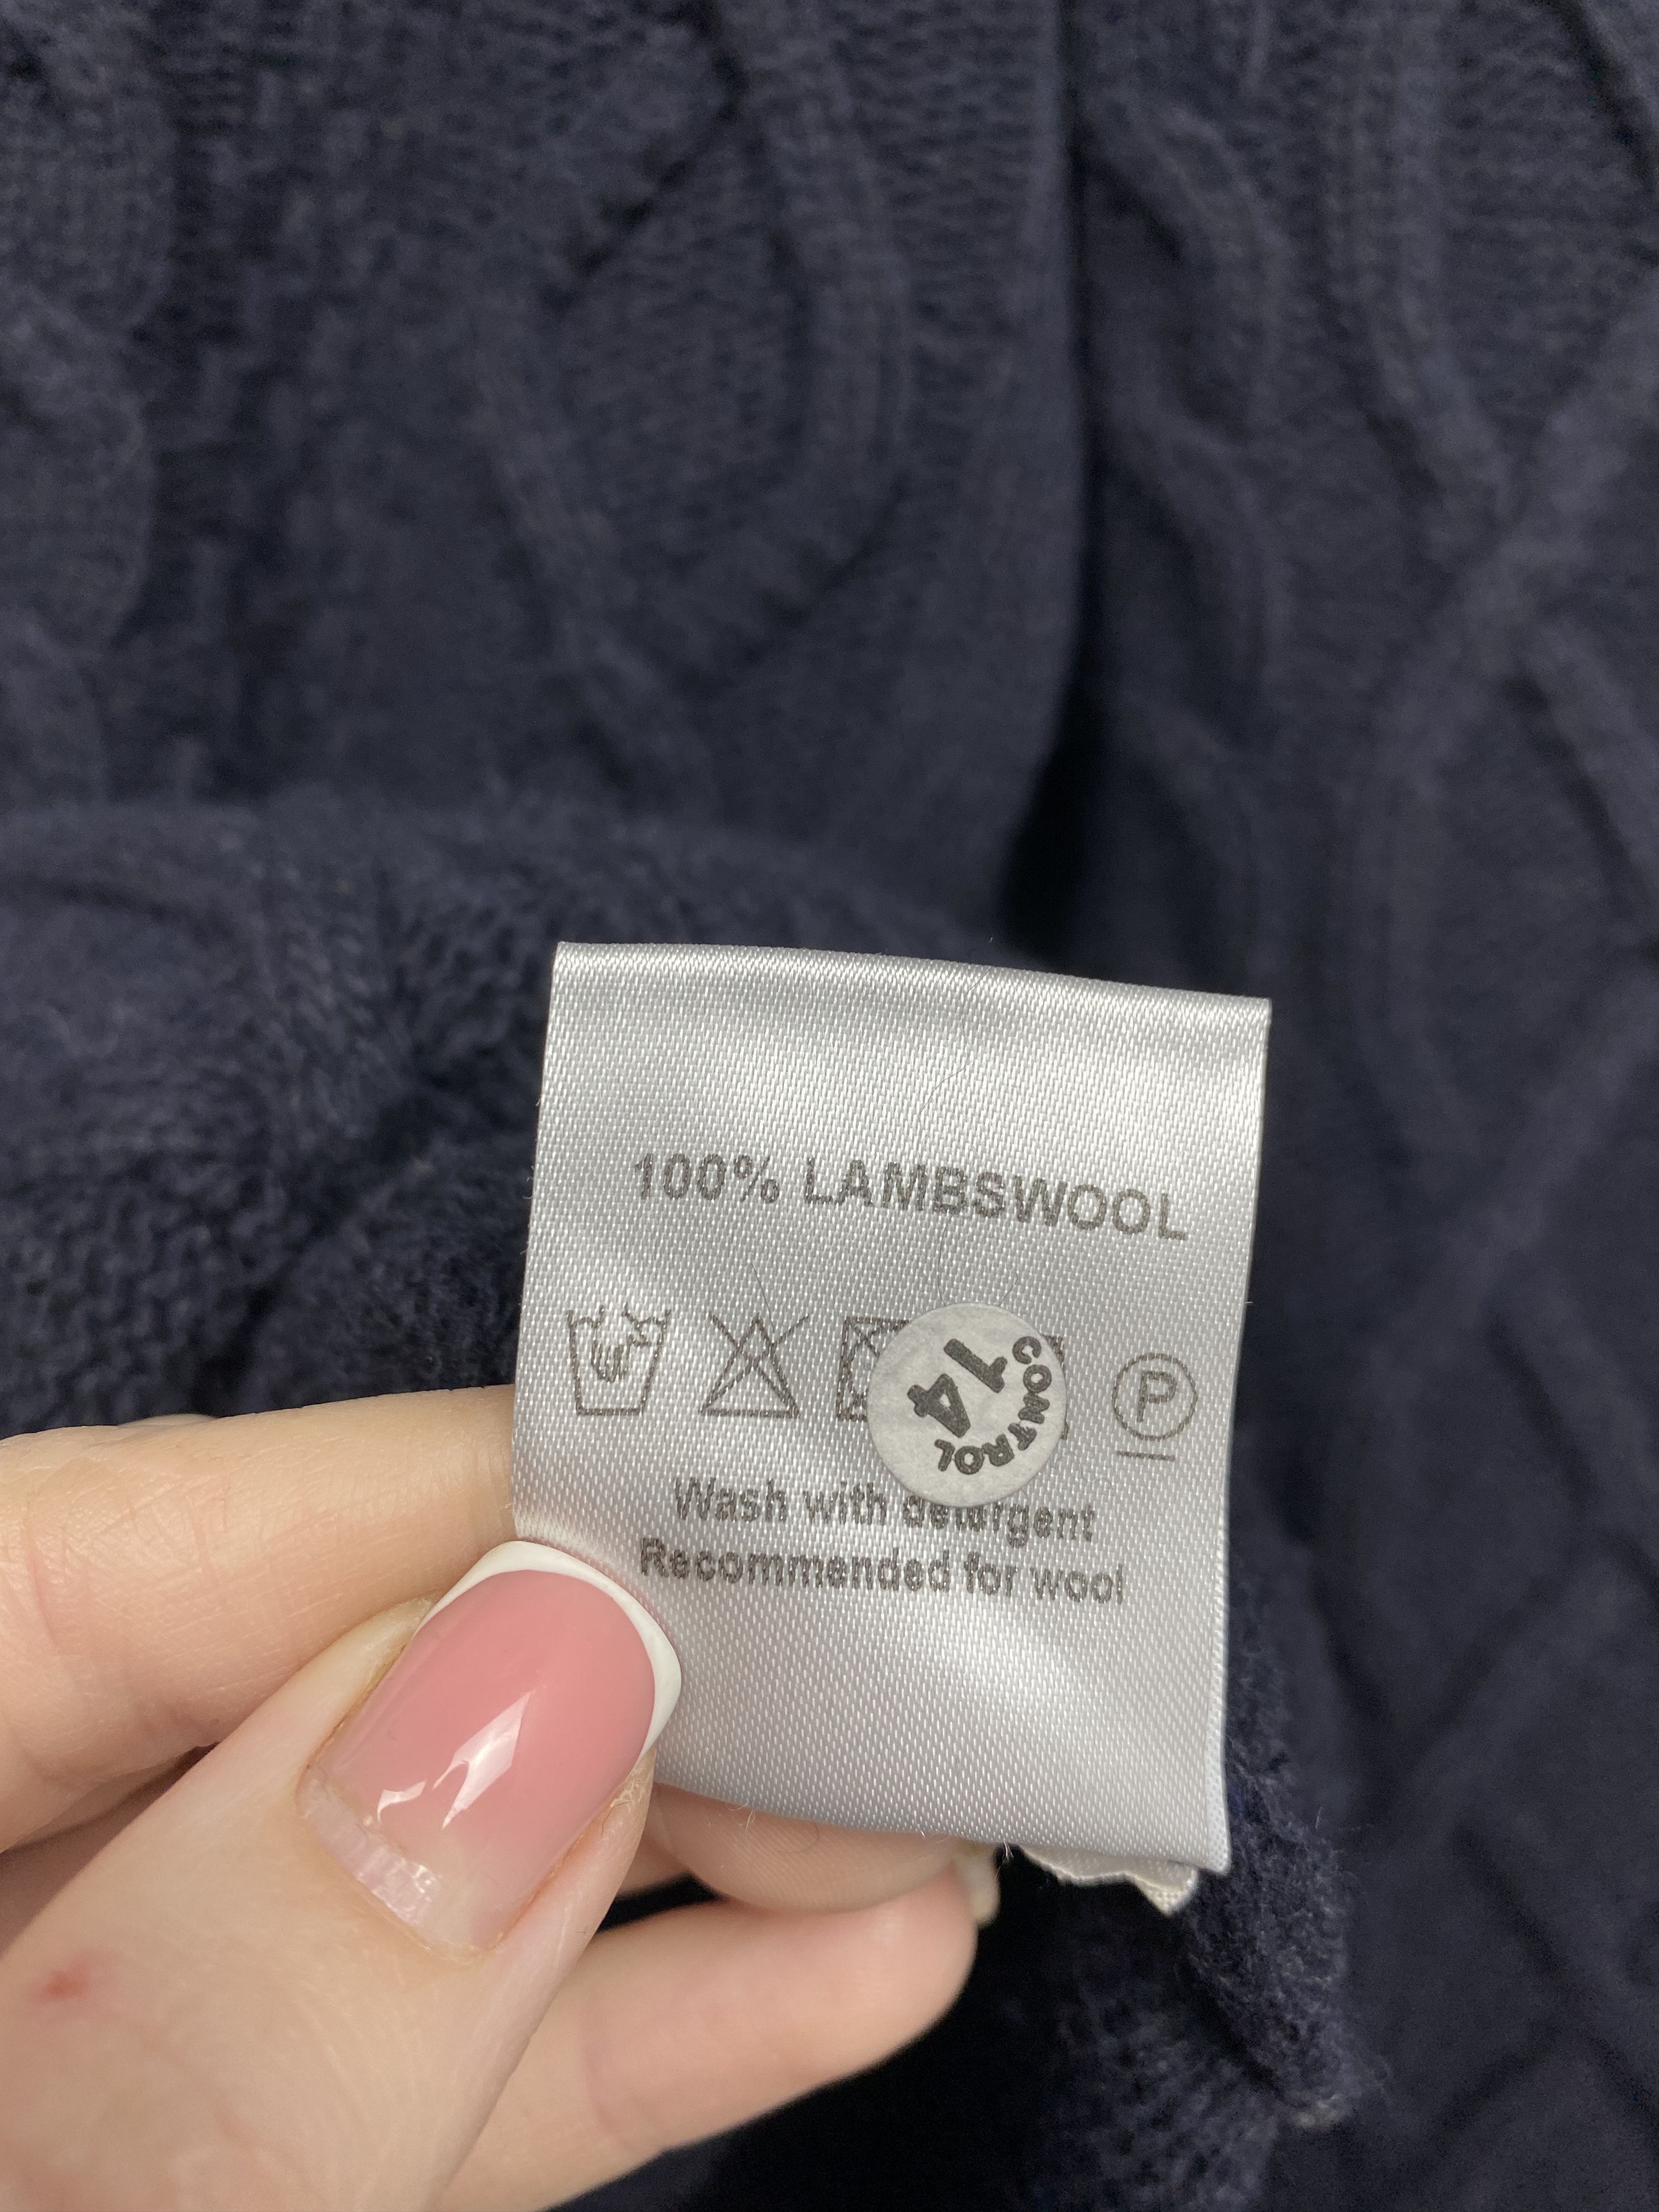 100% LAMBSWOOL
14
CONTROL
P
Wash with detergent
Recommended for wool